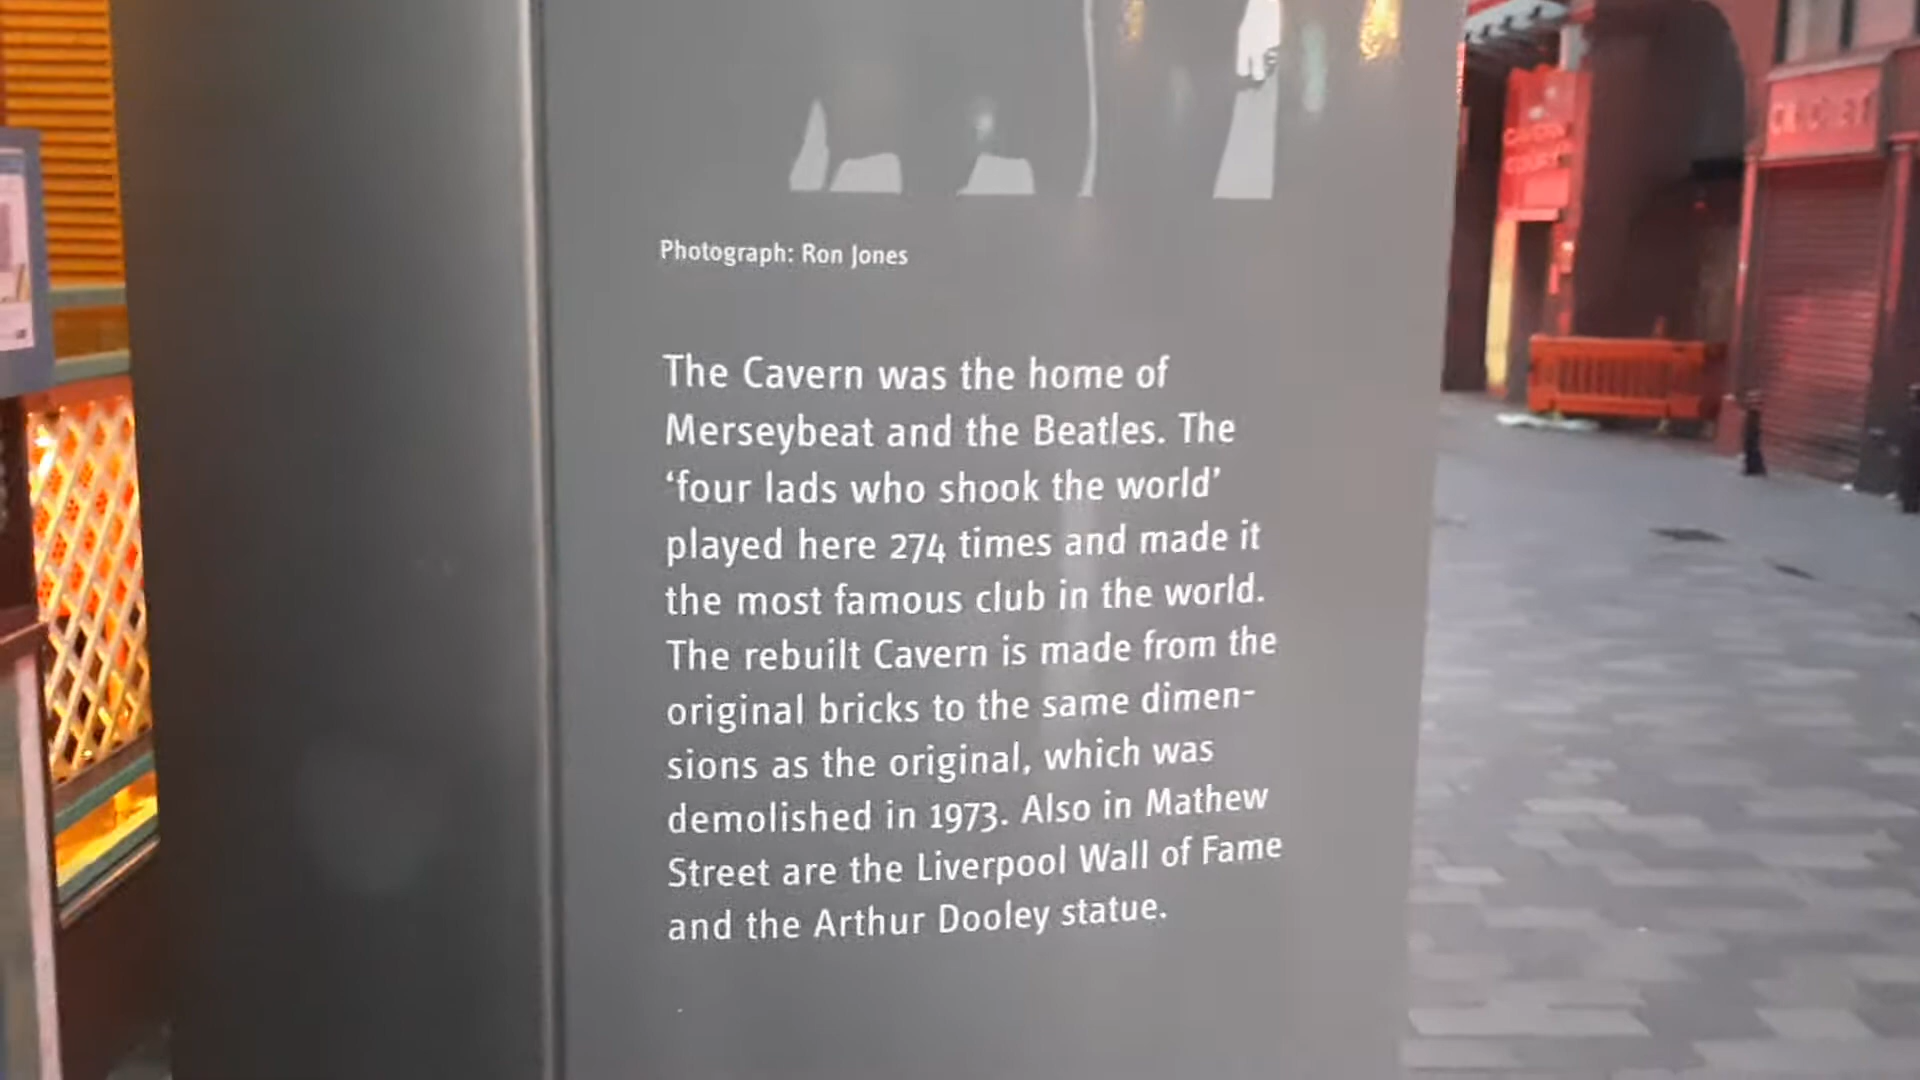 Photograph: Ron Jones
The Cavern was the home of
Merseybeat and the Beatles. The
‘four lads who shook the world’
played here 274 times and made it
the most famous club in the world.
The rebuilt Cavern is made from the
original bricks to the same dimen-
sions as the original, which was
demolished in 1973. Also in Mathew
Street are the Liverpool Wall of Fame
and the Arthur Dooley statue.